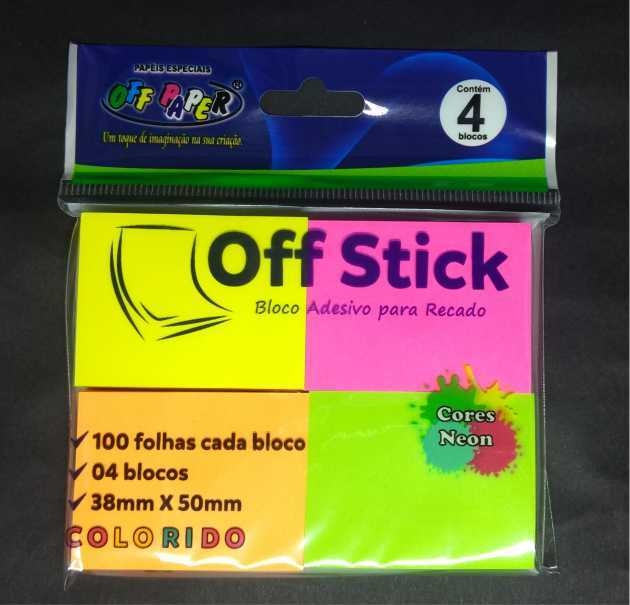 PAPÉIS ESPECIAIS
OFF PAPER®
Um toque de imaginação na sua criação.
Contém
4
blocos
Off Stick
Bloco Adesivo para Recado
Cores
Neon
100 folhas cada bloco
04 blocos
38mm X 50mm
COLORIDO